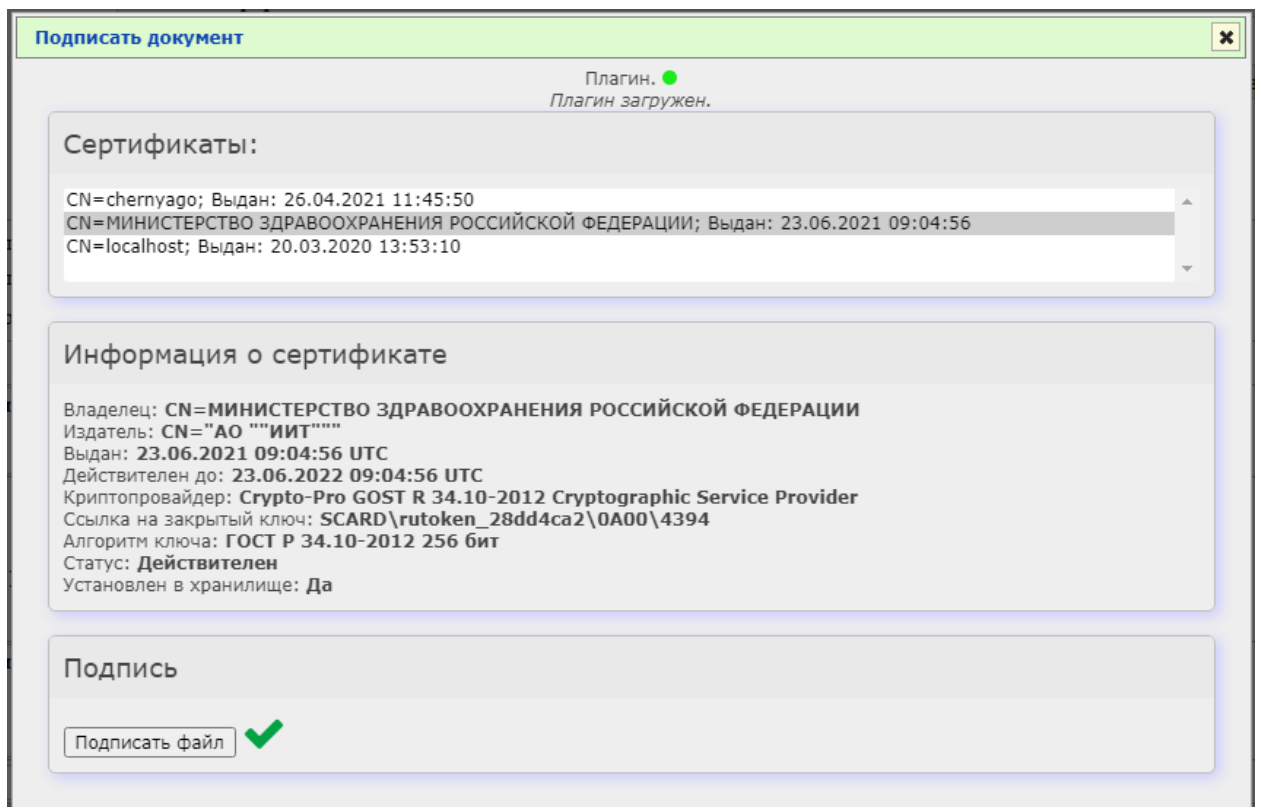 Подписать документ
Плагин.
Плагин загружен.
Сертификаты:
CN=chernyago; Выдан: 26.04.2021 11:45:50
CN=МИНИСТЕРСТВО ЗДРАВООХРАНЕНИЯ РОССИЙСКОЙ ФЕДЕРАЦИИ; Выдан: 23.06.2021 09:04:56
CN=localhost; Выдан: 20.03.2020 13:53:10
Информация о сертификате
Владелец: CN=МИНИСТЕРСТВО ЗДРАВООХРАНЕНИЯ РОССИЙСКОЙ ФЕДЕРАЦИИ
Издатель: CN="АО ""ИИТ"""
Выдан: 23.06.2021 09:04:56 UTC
Действителен до: 23.06.2022 09:04:56 UTC
Криптопровайдер: Crypto-Pro GOST R 34.10-2012 Cryptographic Service Provider
Ссылка на закрытый ключ: SCARD\rutoken_28dd4ca2\0A00\4394
Алгоритм ключа: ГОСТ Р 34.10-2012 256 бит
Статус: Действителен
Установлен в хранилище: Да
Подпись
Подписать файл